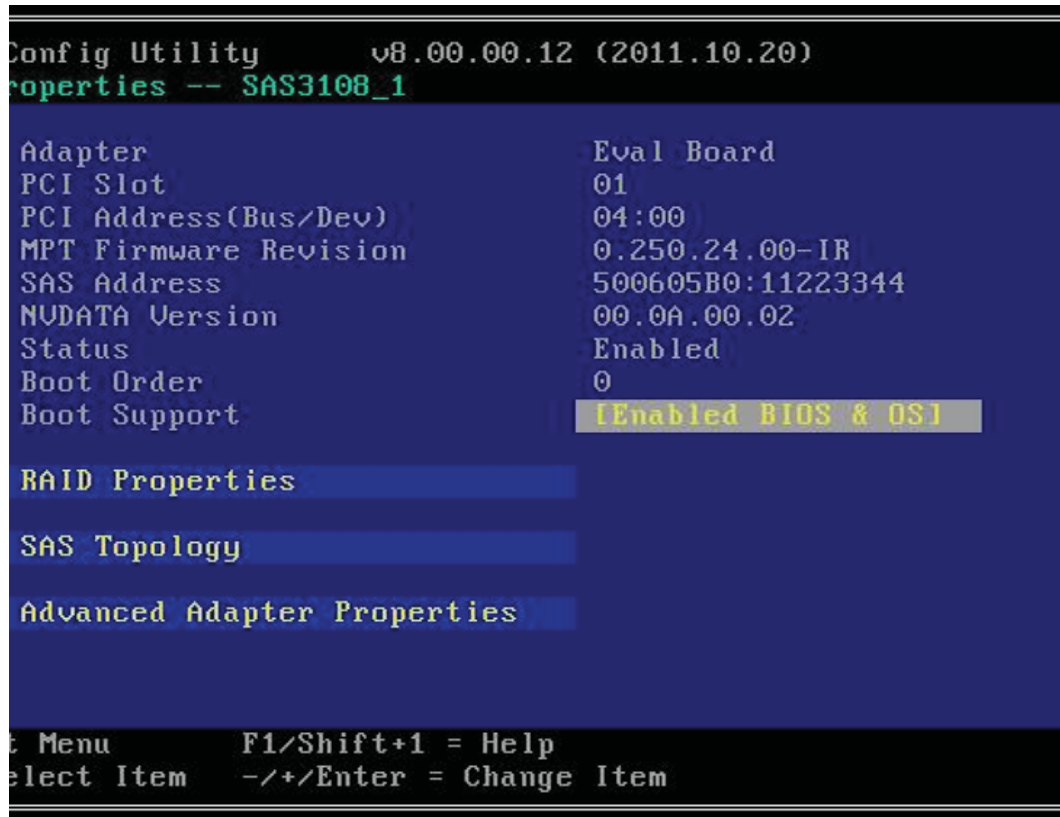 Config Utility v8.00.00.12 (2011.10.20)
roperties -- SAS3108_1
Adapter Eval Board
PCI Slot 01
PCI Address(Bus/Dev) 04:00
MPT Firmware Revision 0.250.24.00-IR
SAS Address 500605B0:11223344
NVDATA Version 00.0A.00.02
Status Enabled
Boot Order 0
Boot Support [Enabled BIOS & OS]
RAID Properties
SAS Topology
Advanced Adapter Properties
t Menu F1/Shift+1 = Help
elect Item -/+/Enter = Change Item